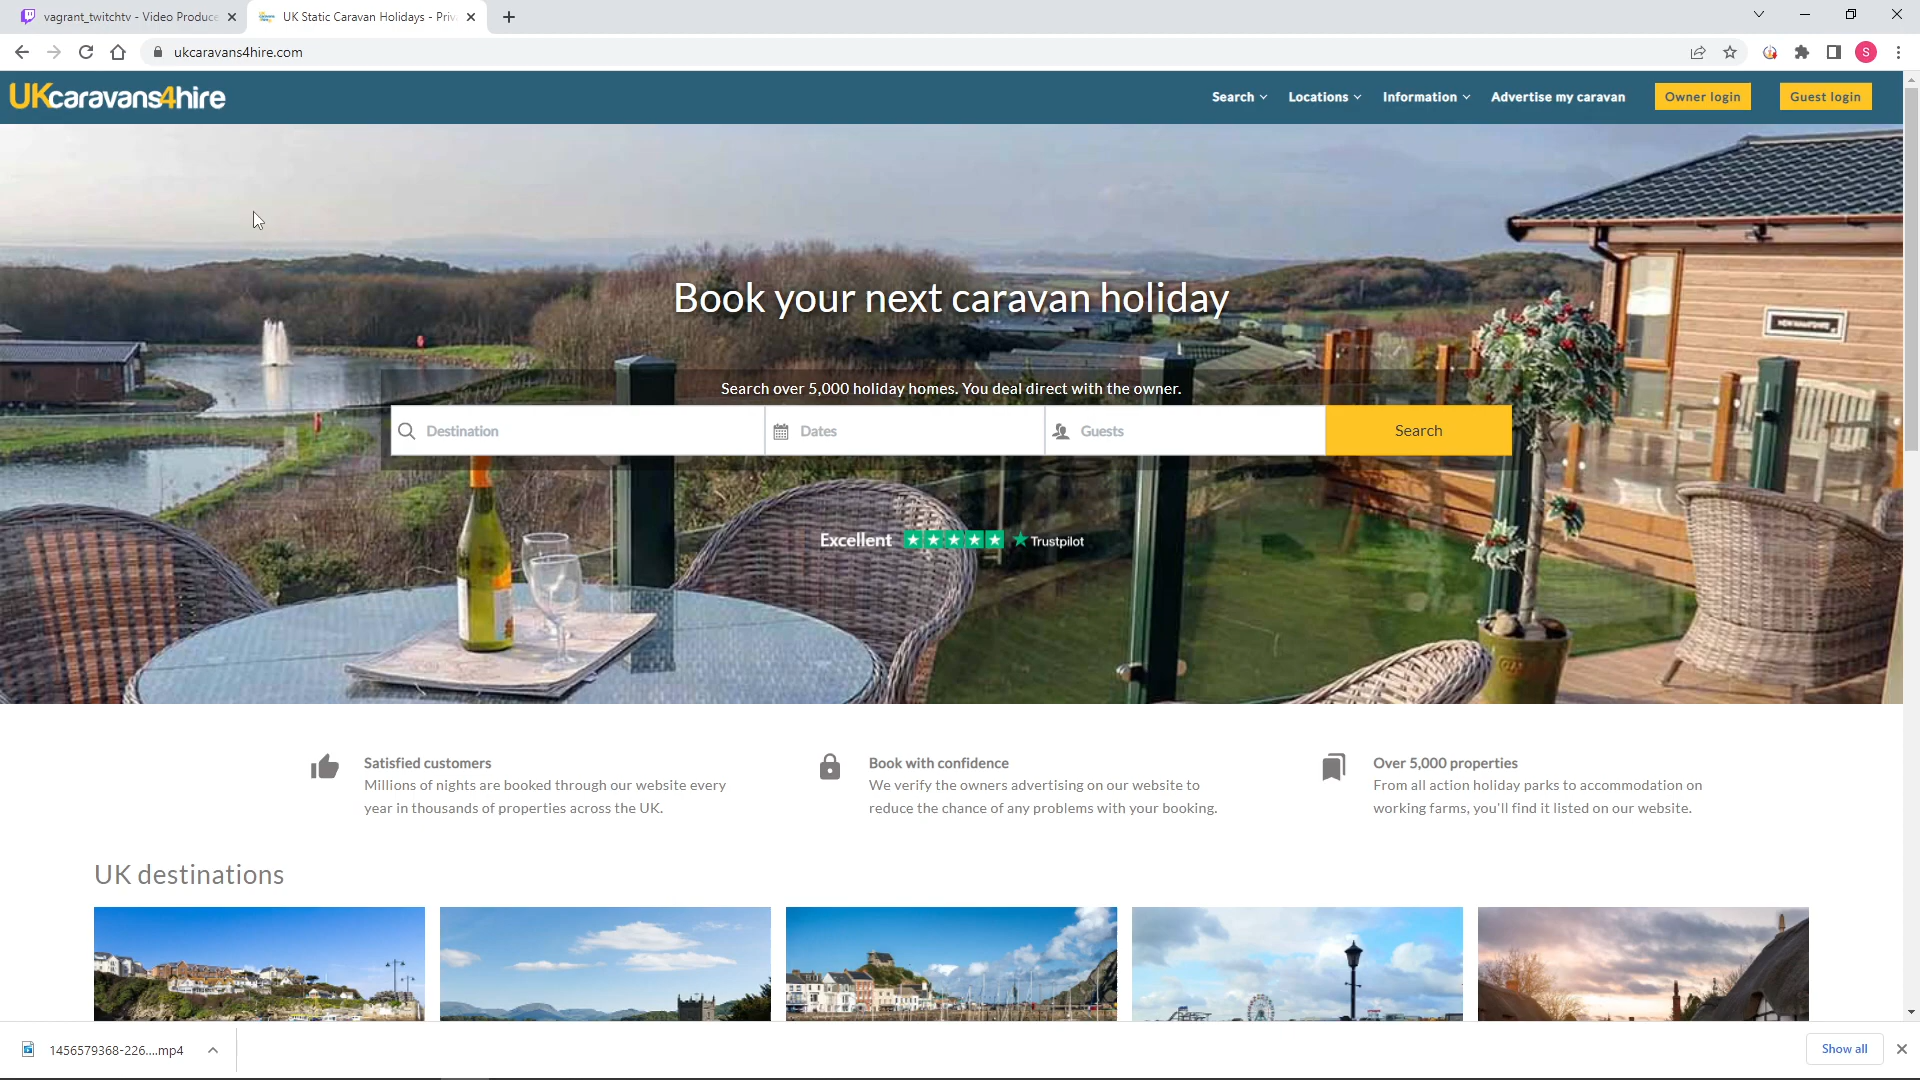 vagrant_twitchtv - Video Produce
UK Static Caravan Holidays - Priv
ukcaravans4hire.com
S
UKcaravans4hire
Search
Locations
Information
Advertise my caravan
Owner login
Guest login
NEW HAMPSHIRE
Book your next caravan holiday
Search over 5,000 holiday homes. You deal direct with the owner.
Destination
Dates
Guests
Search
Excellent
Trustpilot
Satisfied customers
Millions of nights are booked through our website every
year in thousands of properties across the UK.
Book with confidence
We verify the owners advertising on our website to
reduce the chance of any problems with your booking.
Over 5,000 properties
From all action holiday parks to accommodation on
working farms, you'll find it listed on our website.
UK destinations
1456579368-226....mp4
Show all